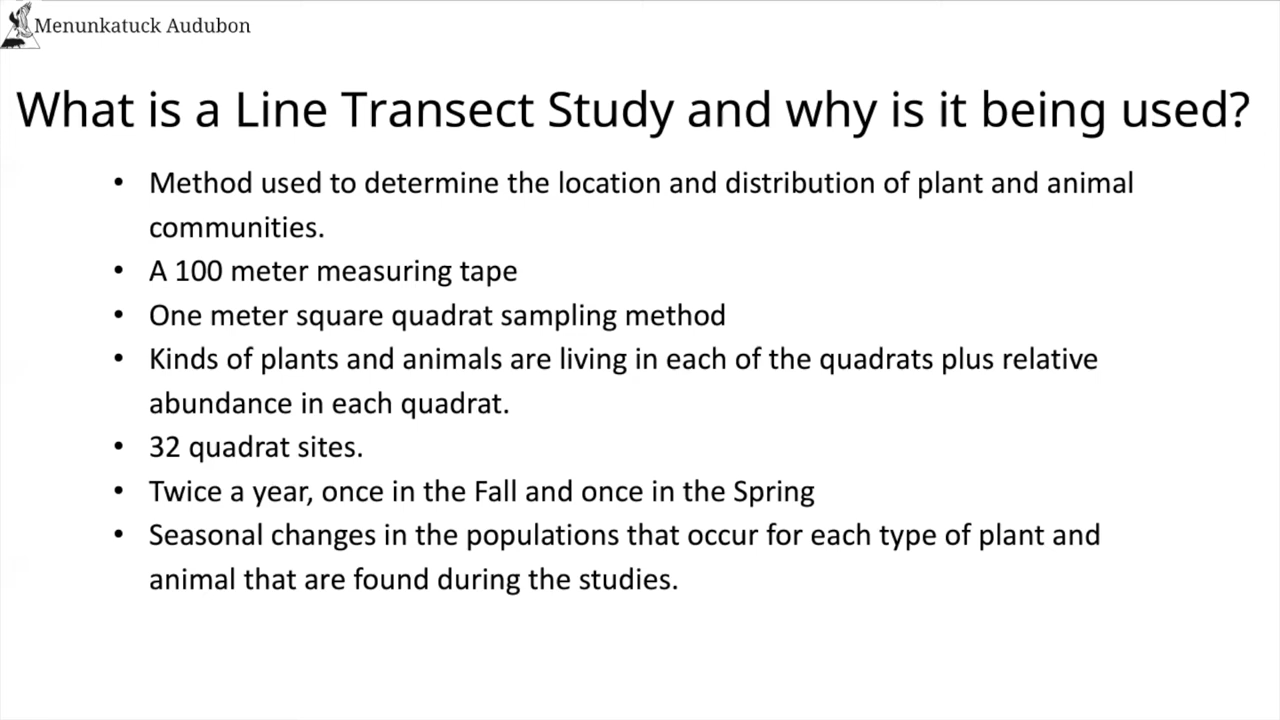 Menunkatuck Audubon
What is a Line Transect Study and why is it being used?
• Method used to determine the location and distribution of plant and animal
communities.
• A 100 meter measuring tape
• One meter square quadrat sampling method
• Kinds of plants and animals are living in each of the quadrats plus relative
abundance in each quadrat.
• 32 quadrat sites.
• Twice a year, once in the Fall and once in the Spring
• Seasonal changes in the populations that occur for each type of plant and
animal that are found during the studies.